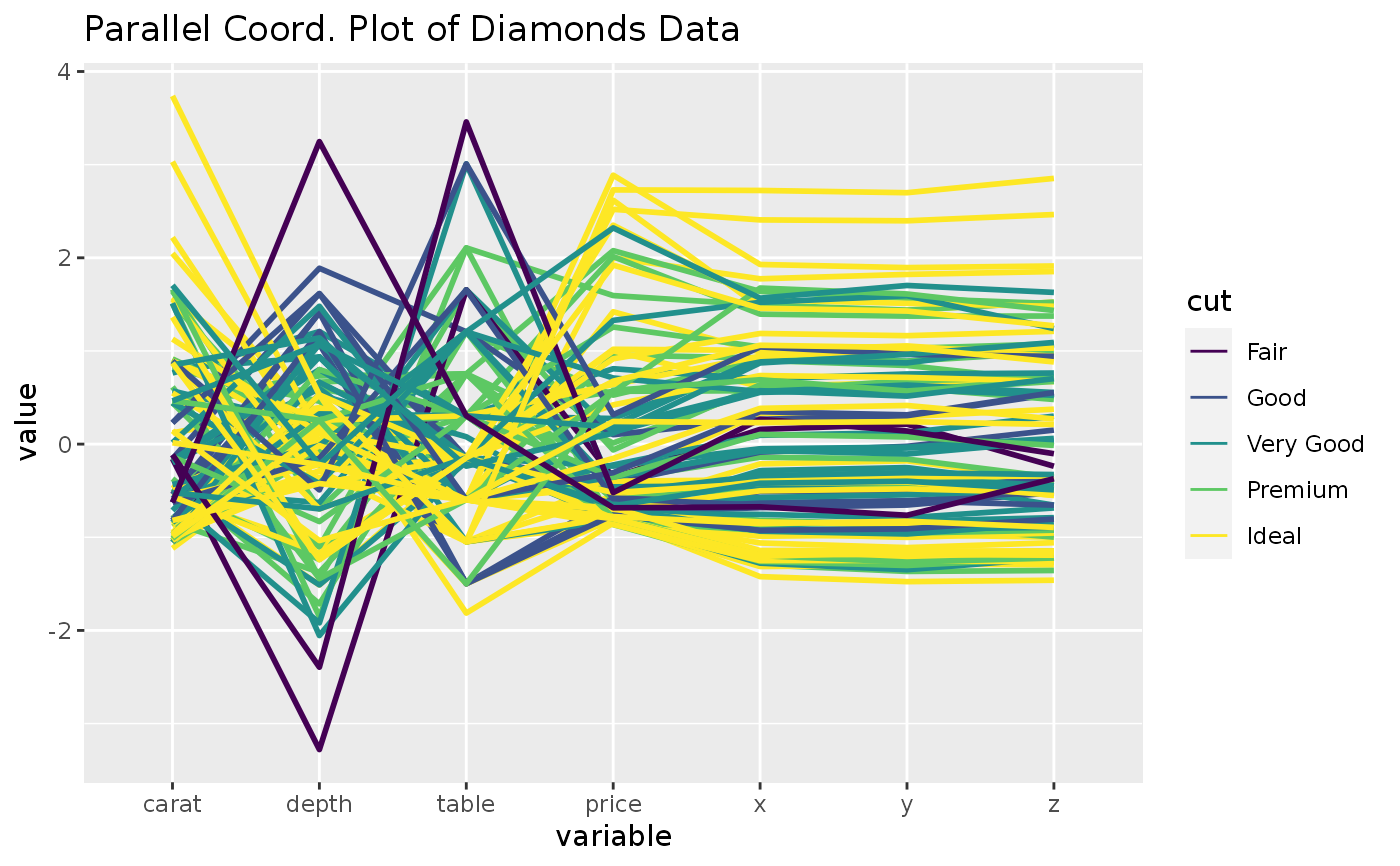 Parallel Coord. Plot of Diamonds Data
4
2
0
-2
value
carat depth table price x y z
variable
cut
Fair
Good
Very Good
Premium
Ideal